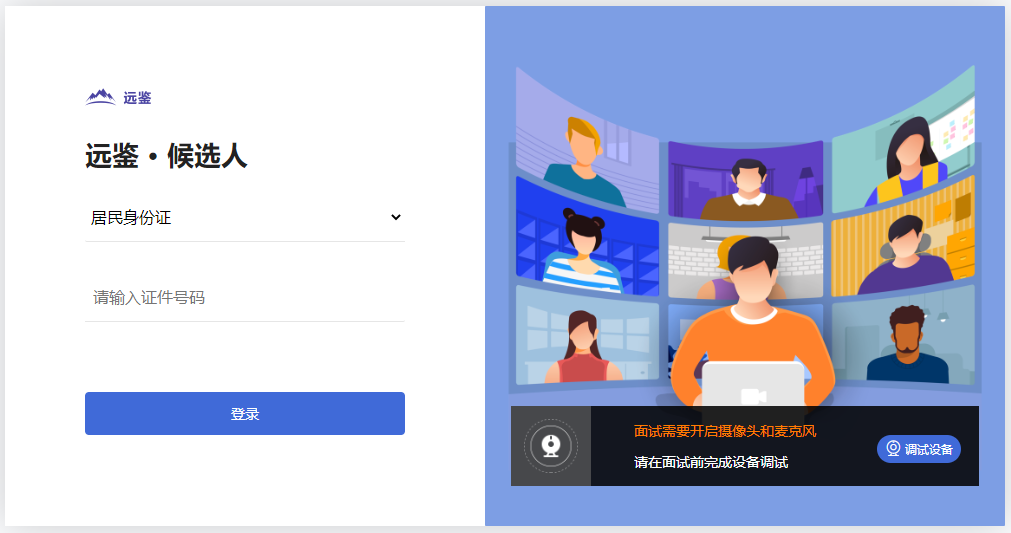 远鉴
远鉴·候选人
居民身份证
请输入证件号码
登录
面试需要开启摄像头和麦克风
请在面试前完成设备调试
调试设备